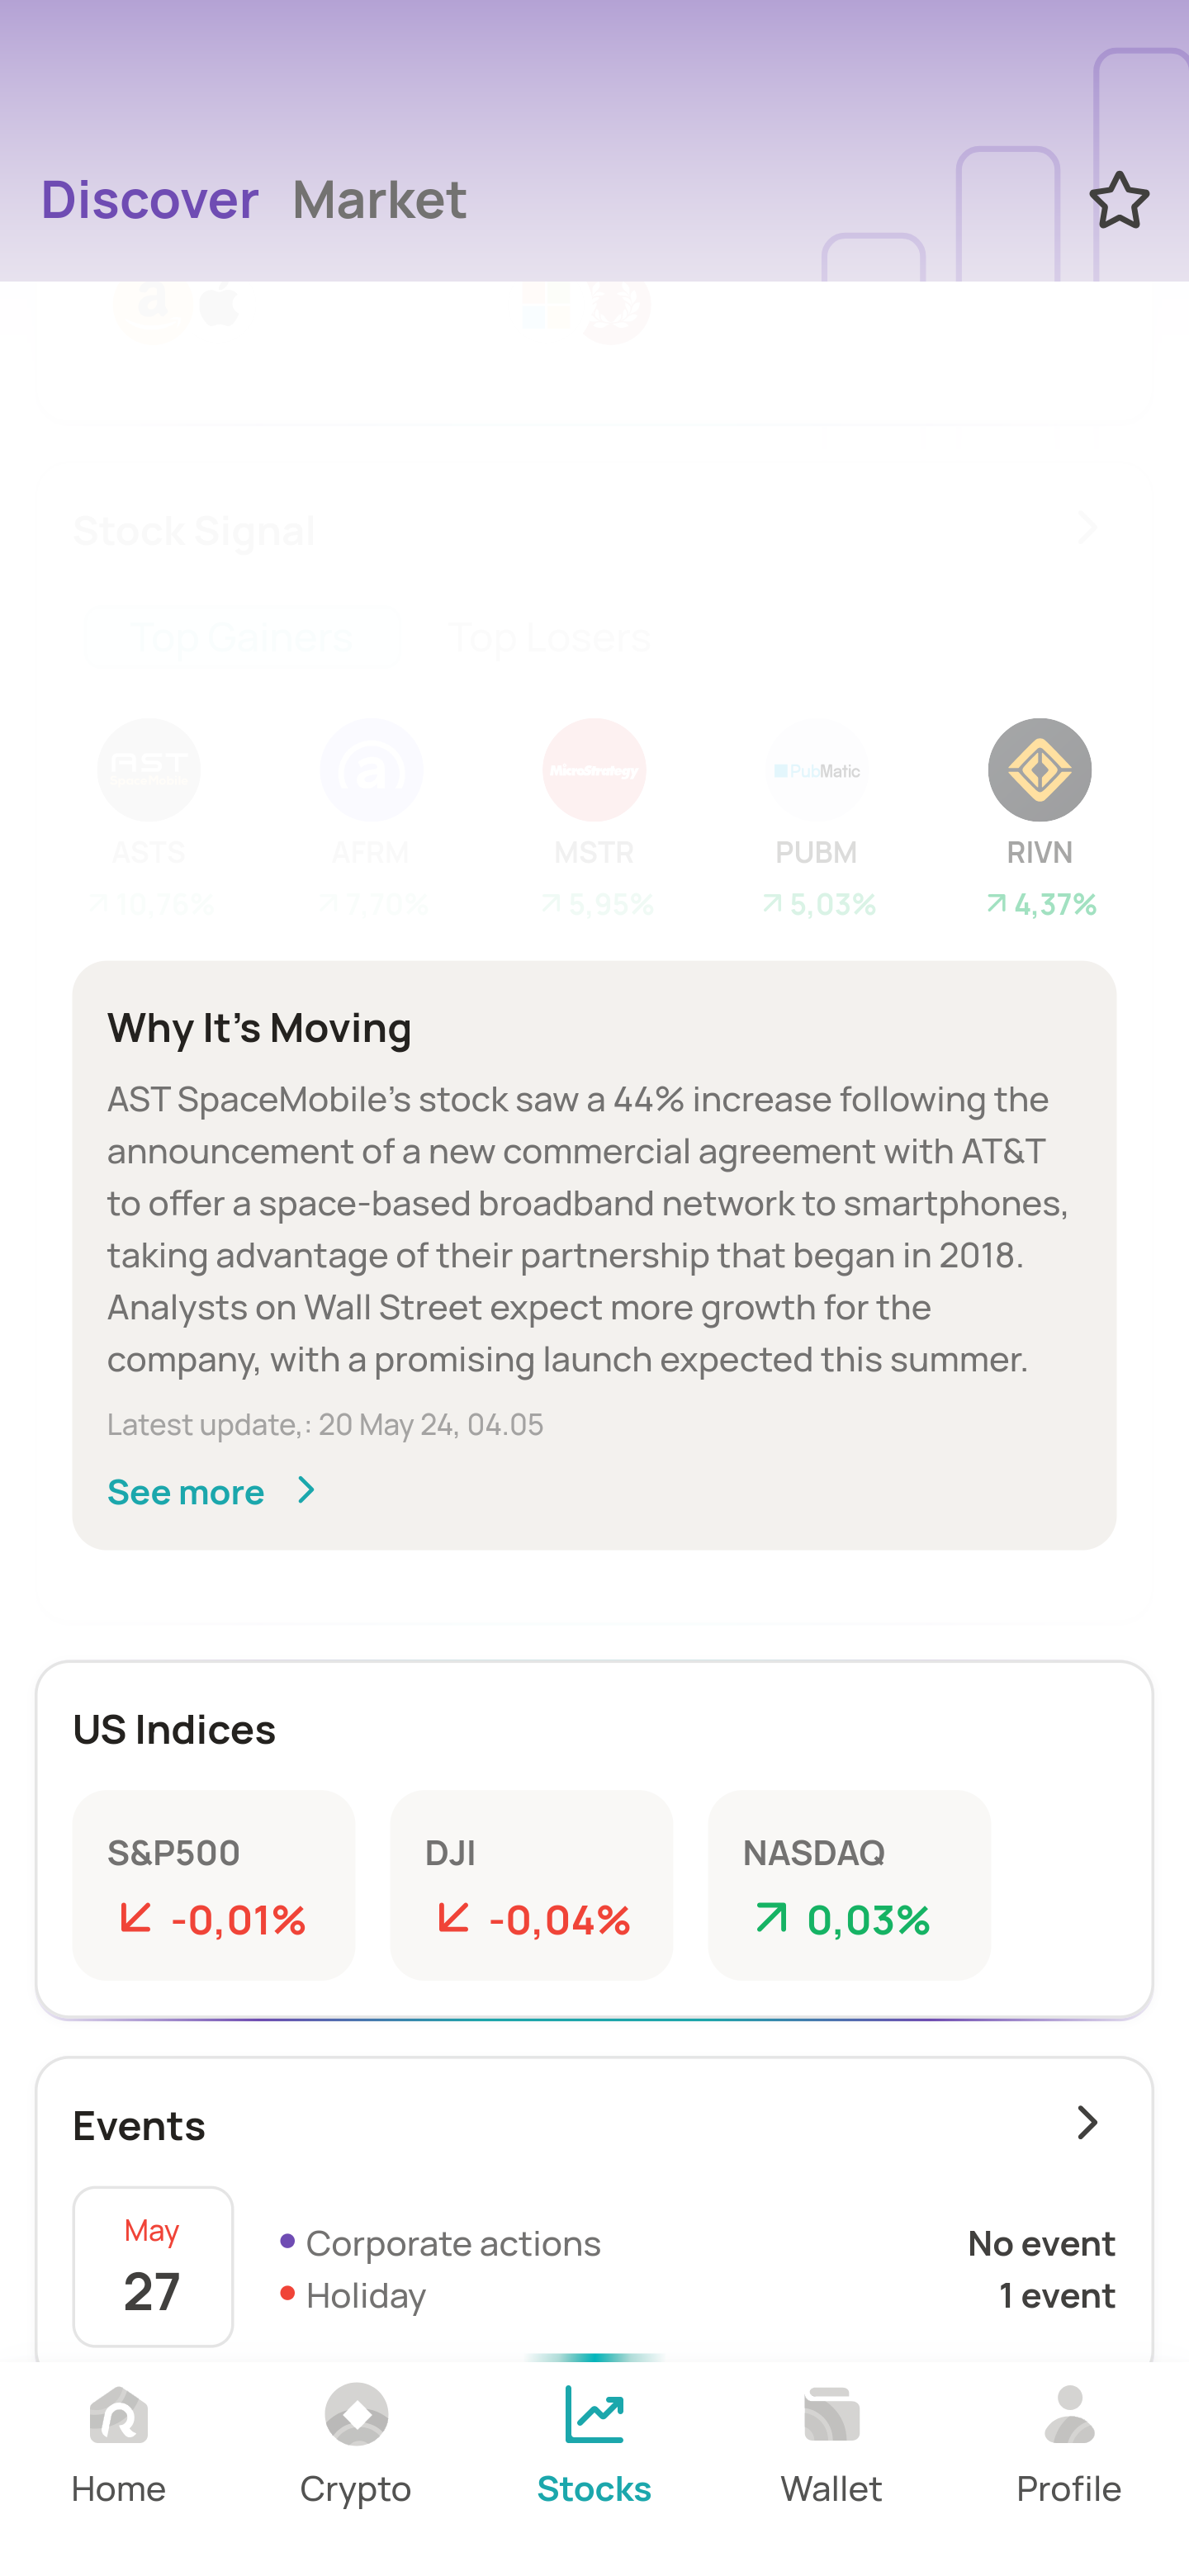 Discover Market
Stock Signal
Top Gainers Top Losers
AST
MicroStrategy
PubMatic
ASTS AFRM MSTR PUBM RIVN
10,76% 7,70% 5,95% 5,03% 4,37%
Why It's Moving
AST SpaceMobile's stock saw a 44% increase following the
announcement of a new commercial agreement with AT&T
to offer a space-based broadband network to smartphones,
taking advantage of their partnership that began in 2018.
Analysts on Wall Street expect more growth for the
company, with a promising launch expected this summer.
Latest update,: 20 May 24, 04.05
See more
US Indices
S&P500 DJI NASDAQ
-0,01% -0,04% 0,03%
Events
May
27
Corporate actions No event
Holiday 1 event
Home Crypto Stocks Wallet Profile